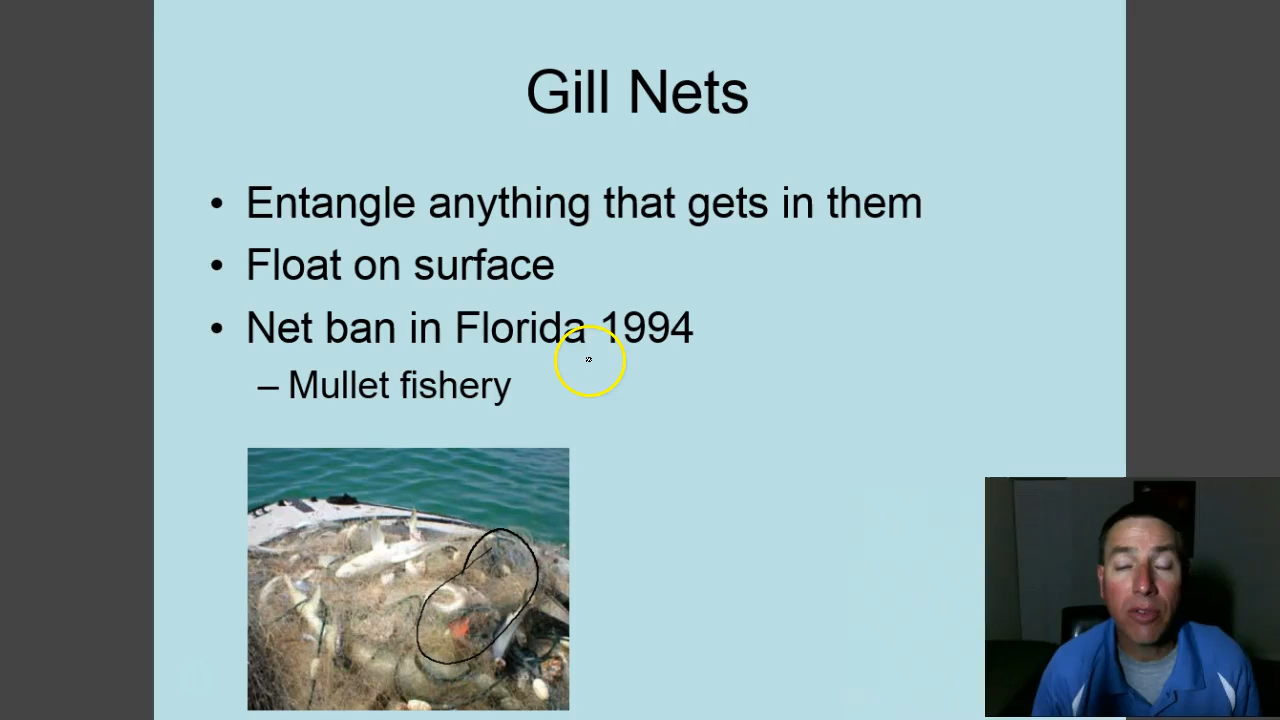 Gill Nets
• Entangle anything that gets in them
• Float on surface
• Net ban in Florida 1994
– Mullet fishery